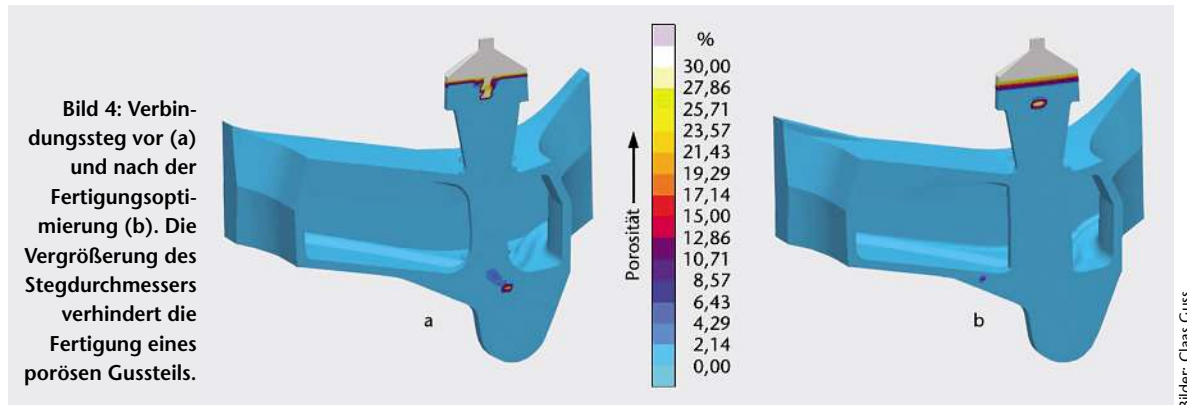 Bild 4: Verbin-
dungssteg vor (a)
und nach der
Fertigungsopti-
mierung (b). Die
Vergrößerung des
Stegdurchmessers
verhindert die
Fertigung eines
porösen Gussteils.
a
Porosität
%
30,00
27,86
25,71
23,57
21,43
19,29
17,14
15,00
12,86
10,71
8,57
6,43
4,29
2,14
0,00
b
Bilder: Claas Guss